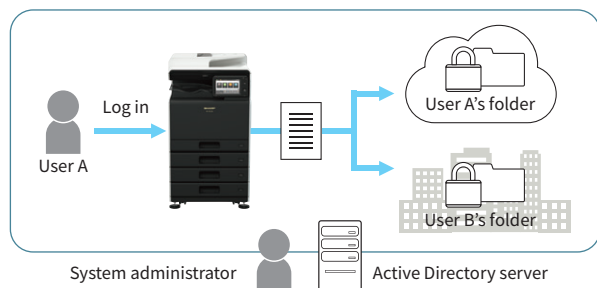 Log in
User A
User A's folder
User B's folder
System administrator
Active Directory server